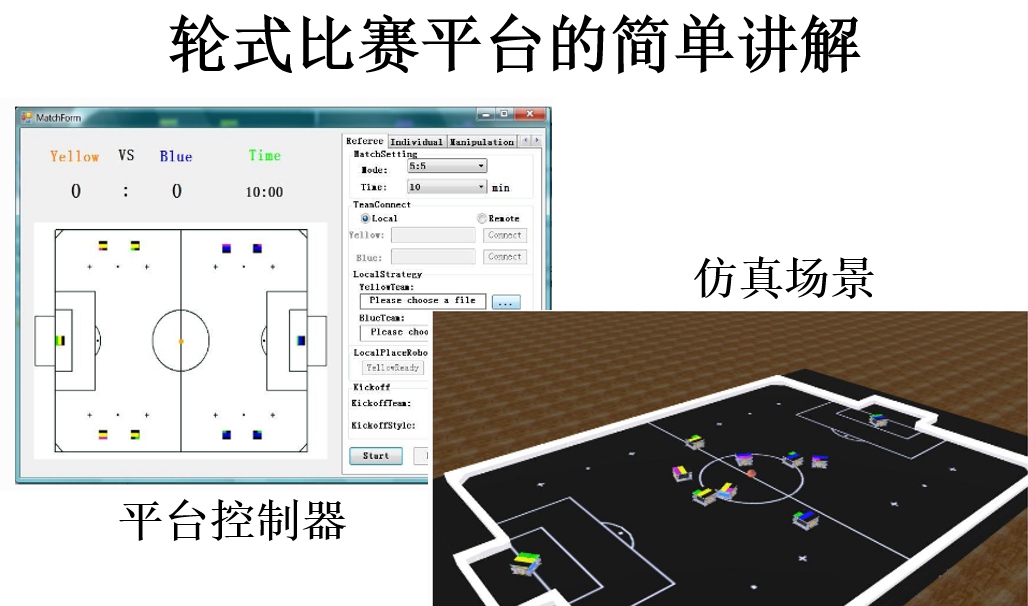 轮式比赛平台的简单讲解
MatchForm
Yellow VS Blue Time
0 : 0 10:00
Referee Individual Manipulation
MatchSetting
Mode: 5:5
Time: 10 min
TeamConnect
Local Remote
Yellow: Connect
Blue: Connect
LocalStrategy
YellowTeam:
Please choose a file ...
BlueTeam:
Please choo
LocalPlaceRobo
YellowReady
Kickoff
KickoffTeam:
KickoffStyle:
Start
仿真场景
平台控制器